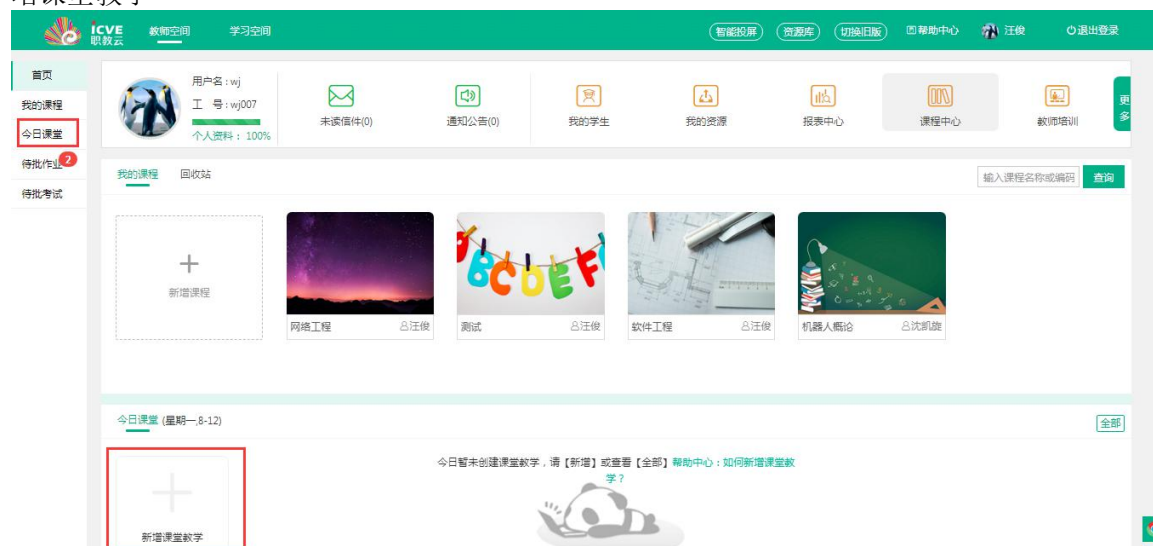 增课堂教学
icve 职教云 教师空间 学习空间 智能投屏 资源库 切换旧版 帮助中心 汪俊 退出登录
首页
我的课程
今日课堂
待批作业 2
待批考试
用户名：wj
工 号：wj007
个人资料： 100%
未读信件(0) 通知公告(0) 我的学生 我的资源 报表中心 课程中心 教师培训 更多
我的课程 回收站 输入课程名称或编码 查询
新增课程
ABCDEF
网络工程 汪俊 测试 汪俊 软件工程 汪俊 机器人概论 沈凯旋
今日课堂 (星期一,8-12) 全部
今日暂未创建课堂教学，请【新增】或查看【全部】帮助中心：如何新增课堂教
学？
新增课堂教学